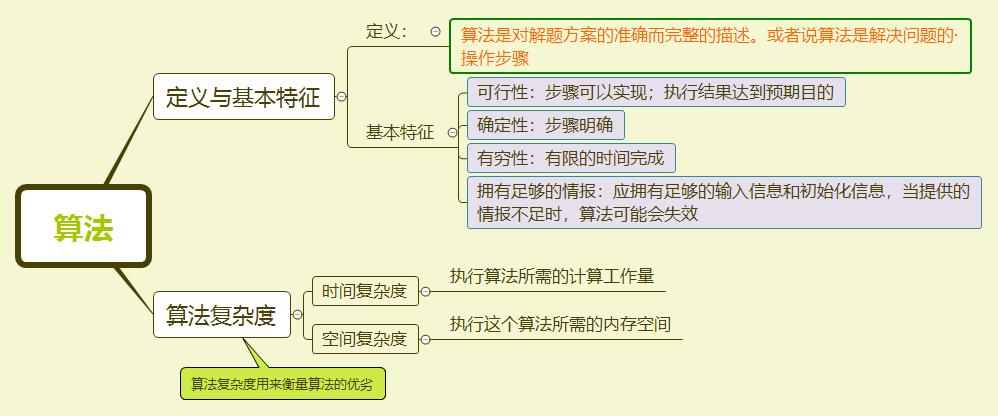 定义：
算法是对解题方案的准确而完整的描述。或者说算法是解决问题的·
操作步骤
定义与基本特征
可行性：步骤可以实现；执行结果达到预期目的
基本特征
确定性：步骤明确
有穷性：有限的时间完成
拥有足够的情报：应拥有足够的输入信息和初始化信息，当提供的
情报不足时，算法可能会失效
算法
算法复杂度
时间复杂度
执行算法所需的计算工作量
空间复杂度
执行这个算法所需的内存空间
算法复杂度用来衡量算法的优劣